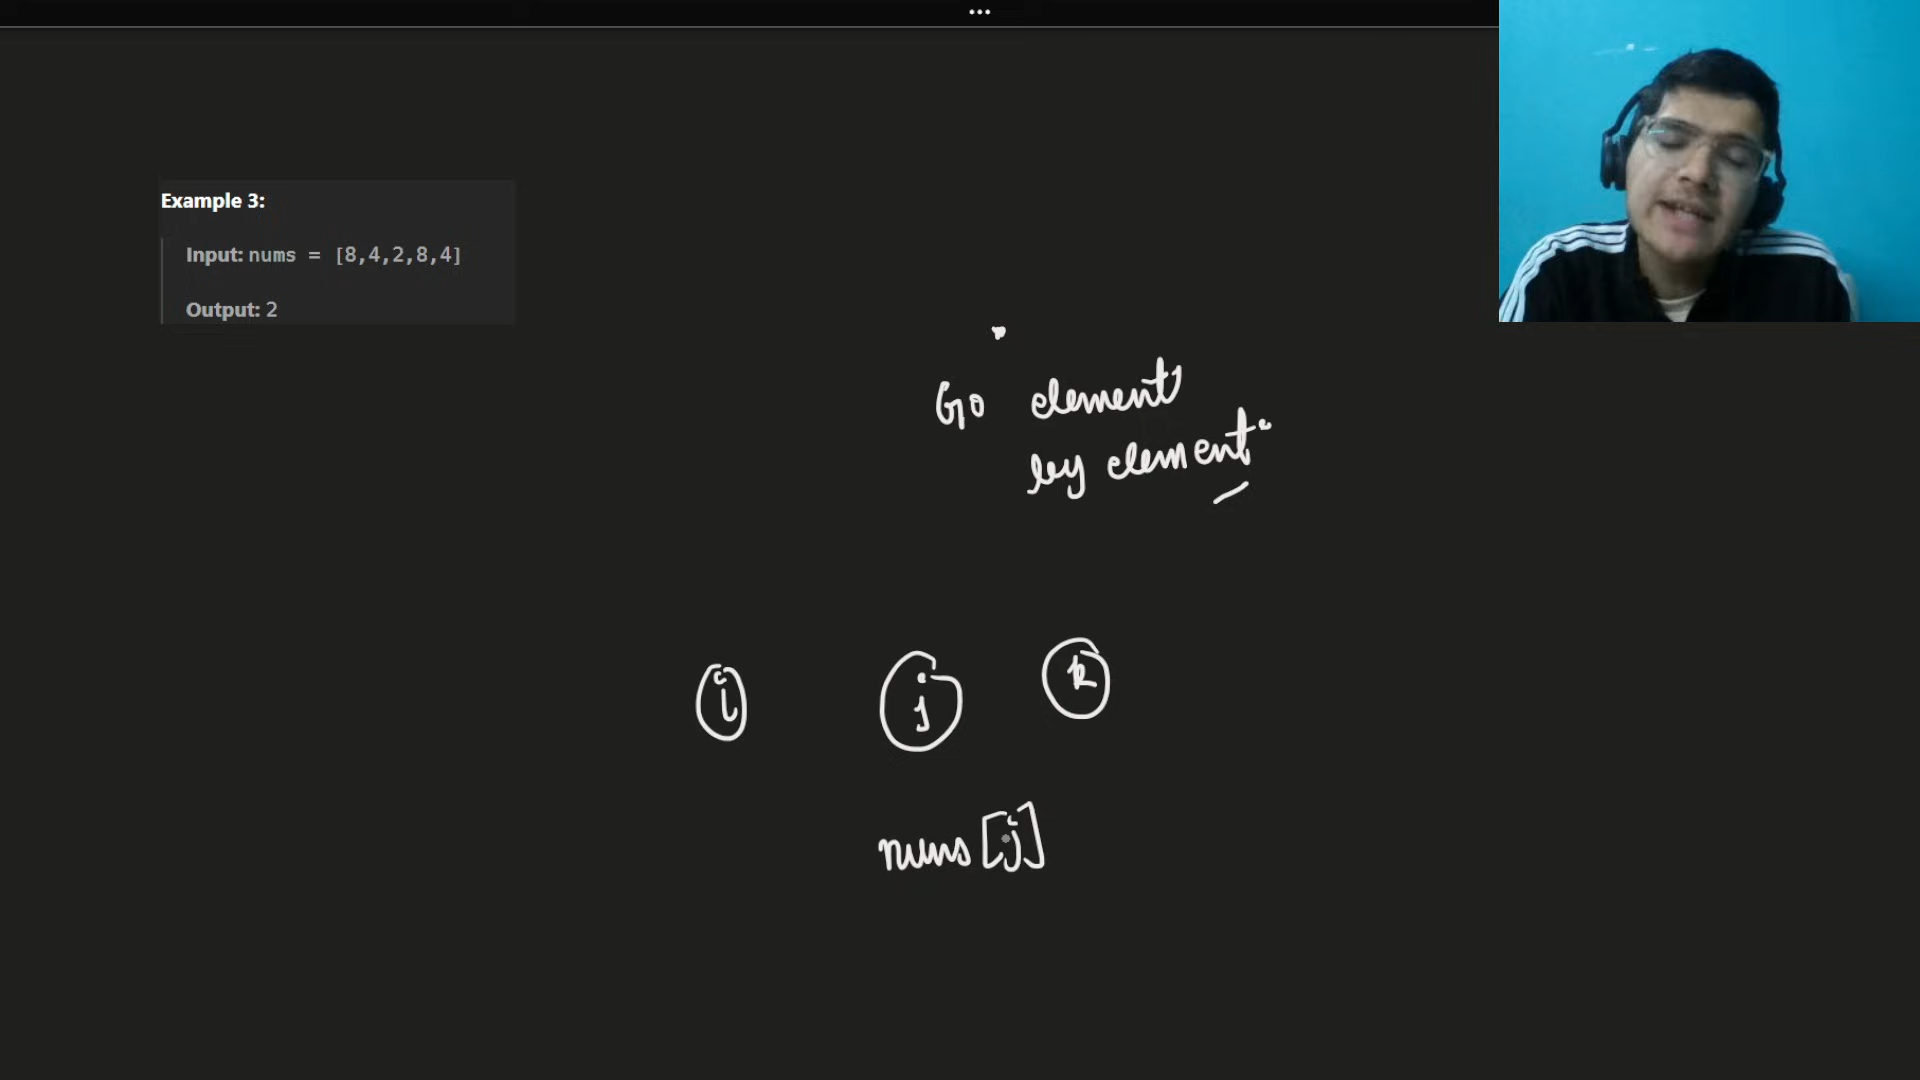 ...
Example 3:
Input: nums = [8,4,2,8,4]
Output: 2
Go element
by element
i j k
nums[j]